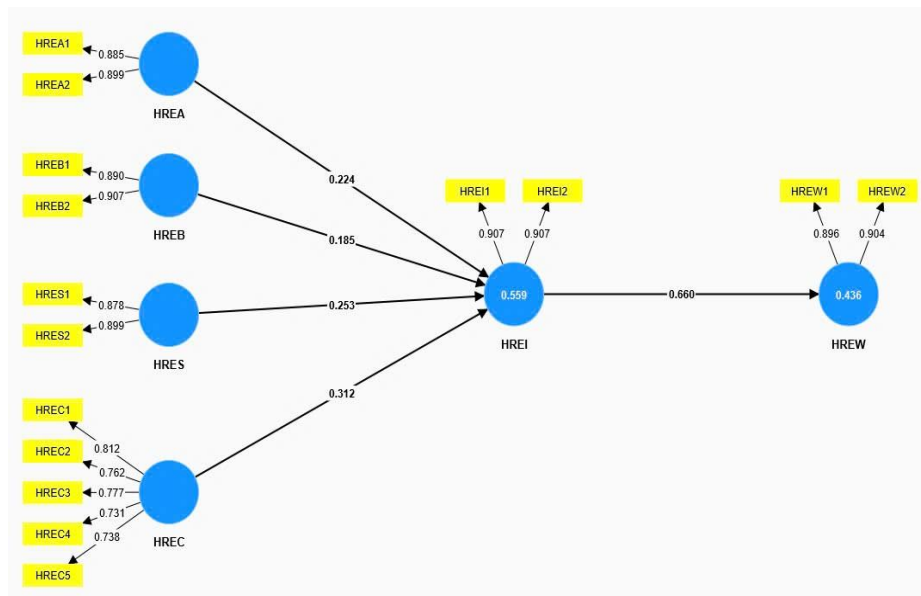 HREA1
0.885
0.899
HREA2
HREA
HREB1
0.890
0.907
HREB2
HREB
HRES1
0.878
0.899
HRES2
HRES
HREC1
0.812
HREC2
0.762
HREC3
0.777
0.731
HREC4
0.738
HREC5
HREC
0.224
0.185
0.253
0.312
HREI1
HREI2
0.907
0.907
0.559
HREI
0.660
HREW1
HREW2
0.896
0.904
0.436
HREW